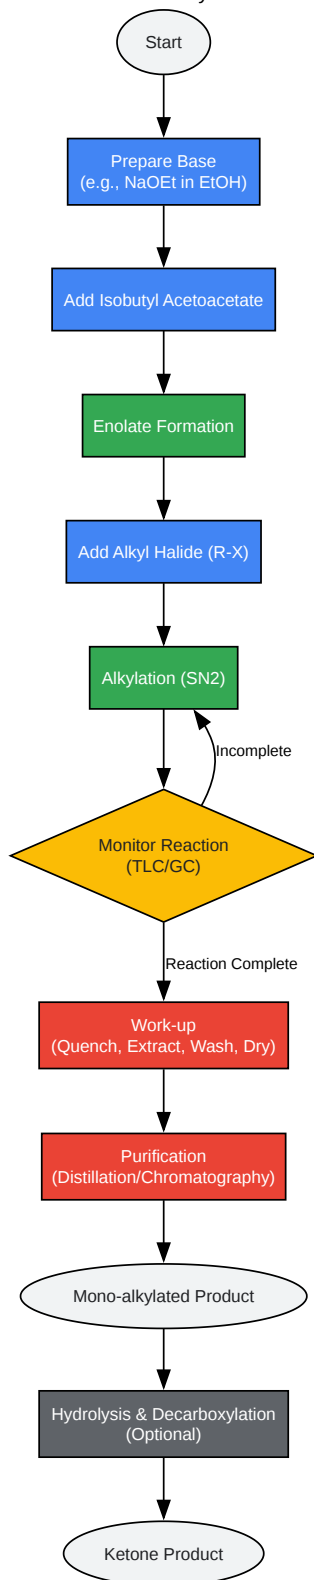 Start
Prepare Base
(e.g., NaOEt in EtOH)
Add Isobutyl Acetoacetate
Enolate Formation
Add Alkyl Halide (R-X)
Alkylation (SN2)
Incomplete
Monitor Reaction
(TLC/GC)
Reaction Complete
Work-up
(Quench, Extract, Wash, Dry)
Purification
(Distillation/Chromatography)
Mono-alkylated Product
Hydrolysis & Decarboxylation
(Optional)
Ketone Product